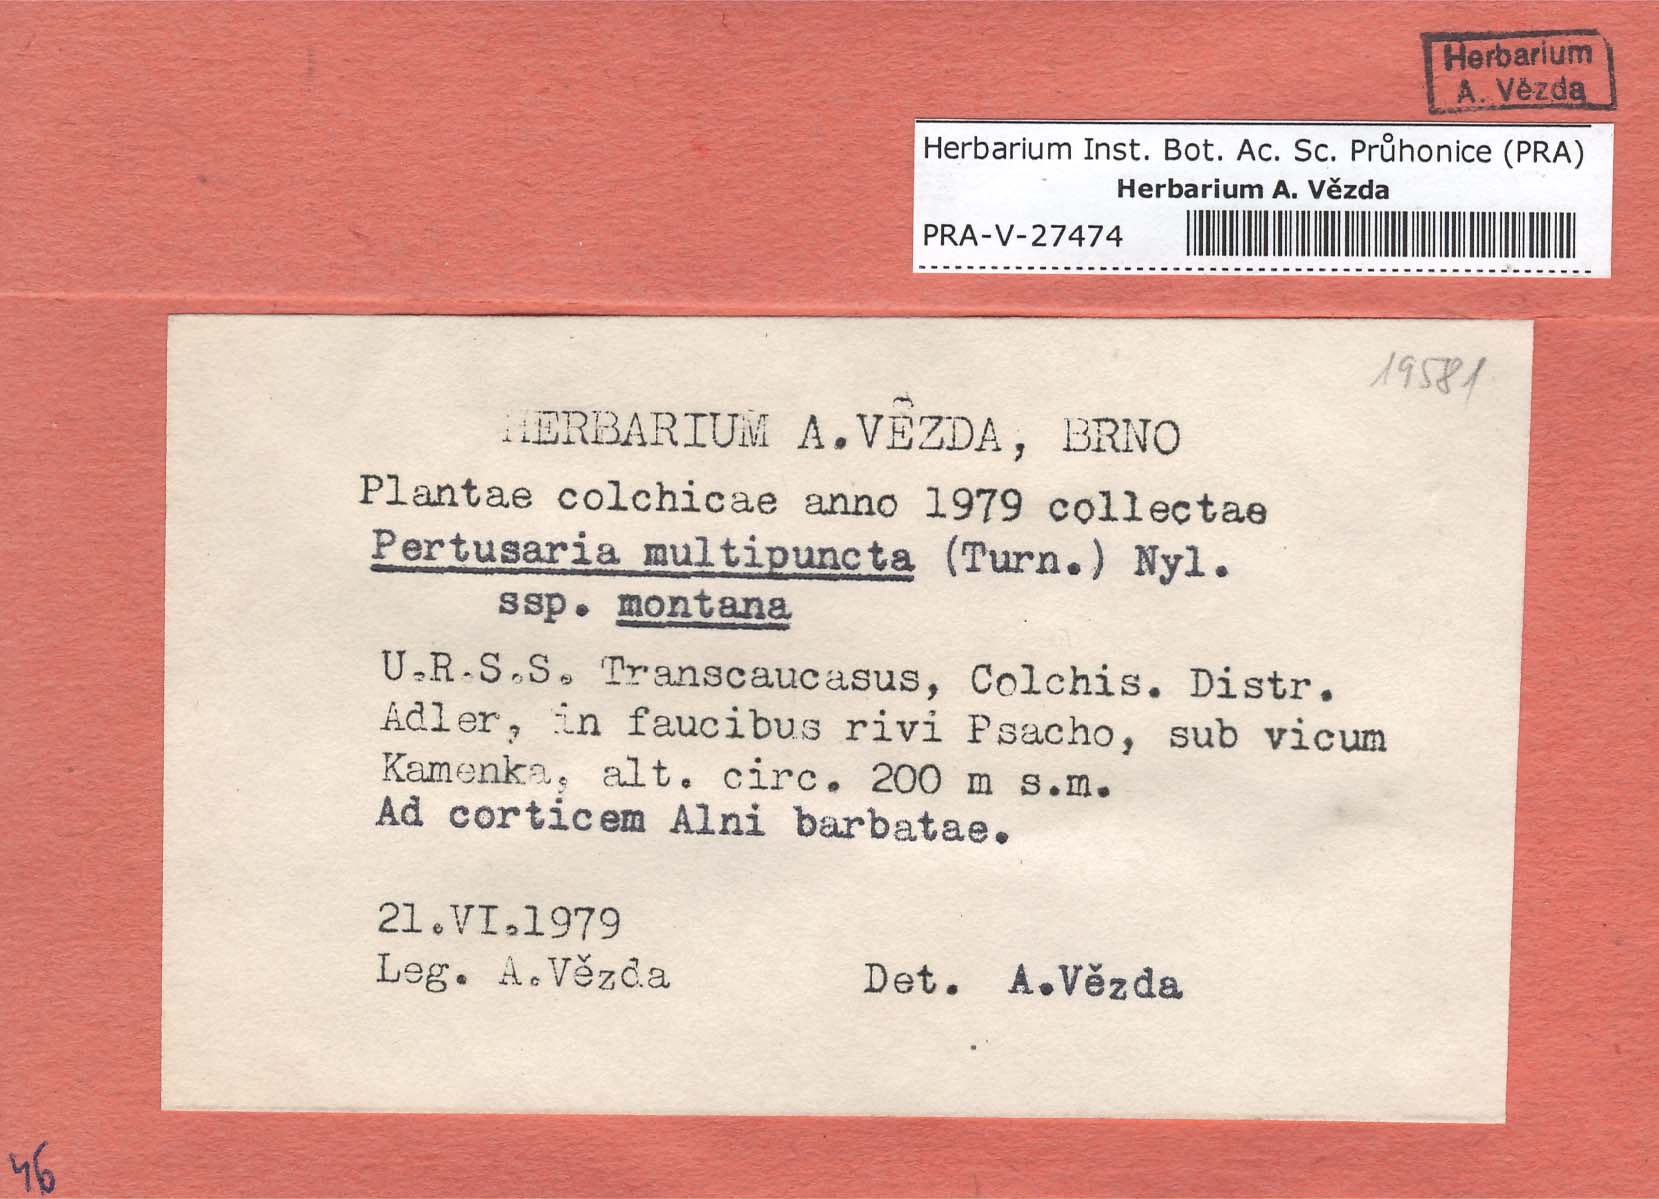 Herbarium
A. Vězda
Herbarium Inst. Bot. Ac. Sc. Průhonice (PRA)
Herbarium A. Vězda
PRA-V-27474
19581
HERBARIUM A.VĚZDA, BRNO
Plantae colchicae anno 1979 collectae
Pertusaria multipuncta (Turn.) Nyl.
ssp. montana
U.R.S.S. Transcaucasus, Colchis. Distr.
Adler, in faucibus rivi Psacho, sub vicum
Kamenka, alt. circ. 200 m s.m.
Ad corticem Alni barbatae.
21.VI.1979
Leg. A.Vězda Det. A.Vězda
46